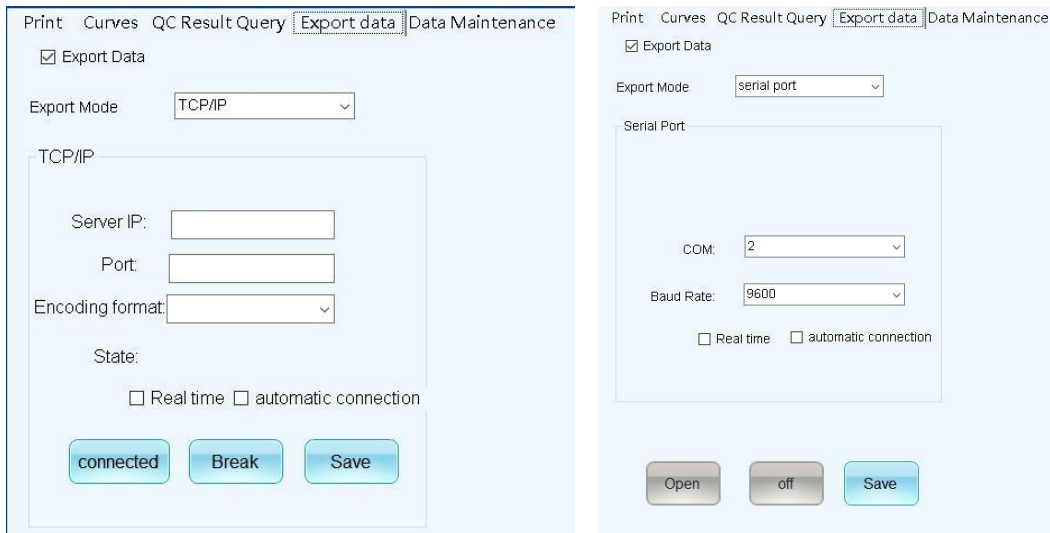 Print Curves QC Result Query Export data Data Maintenance
Export Data
Export Mode TCP/IP
TCP/IP
Server IP:
Port:
Encoding format:
State:
Real time automatic connection
connected Break Save
Print Curves QC Result Query Export data Data Maintenance
Export Data
Export Mode serial port
Serial Port
COM: 2
Baud Rate: 9600
Real time automatic connection
Open off Save